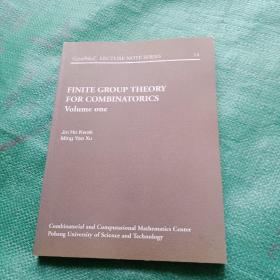 Com²MaC LECTURE NOTE SERIES
FINITE GROUP THEORY
FOR COMBINATORICS
Volume one
Jin Ho Kwak
Ming Yao Xu
Combinatorial and Computational Mathematics Center
Pohang University of Science and Technology